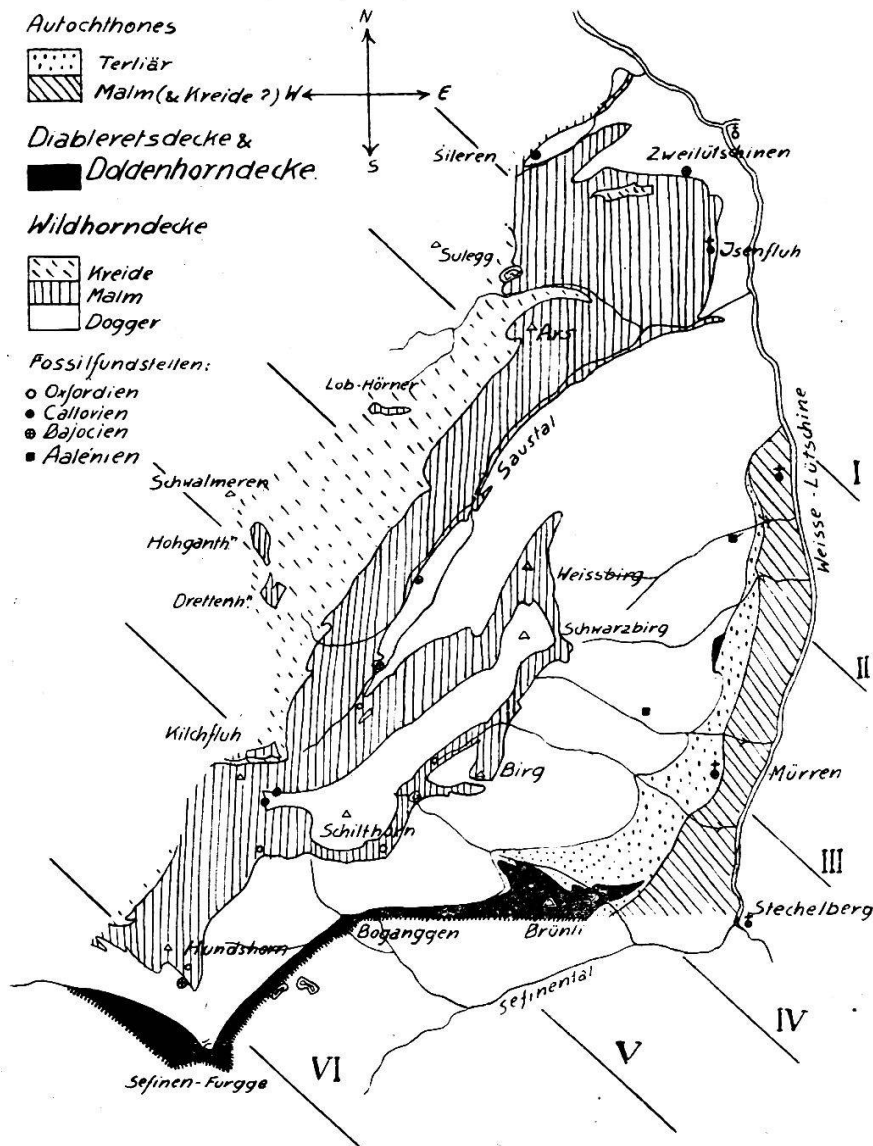 Autochthones
Tertiär
Malm (& Kreide ?)
Diableretsdecke &
Doldenhorndecke.
Wildhorndecke
Kreide
Malm
Dogger
Fossilfundstellen:
Oxfordien
Callovien
Bajocien
Aalénien
N
W
E
S
Sileren
Zweilütschinen
Sulegg
Isenfluh
Ars
Lob-Hörner
Saustal
Weisse-Lütschine
Schwalmeren
I
Hohganth.ⁿ
Weissbirg
Drettenh.ⁿ
Schwarzbirg
II
Kilchfluh
Birg
Mürren
Schilthorn
III
Stechelberg
Hundshorn
Boganggen
Brünli
Sefinental
IV
V
VI
Sefinen-Furgge